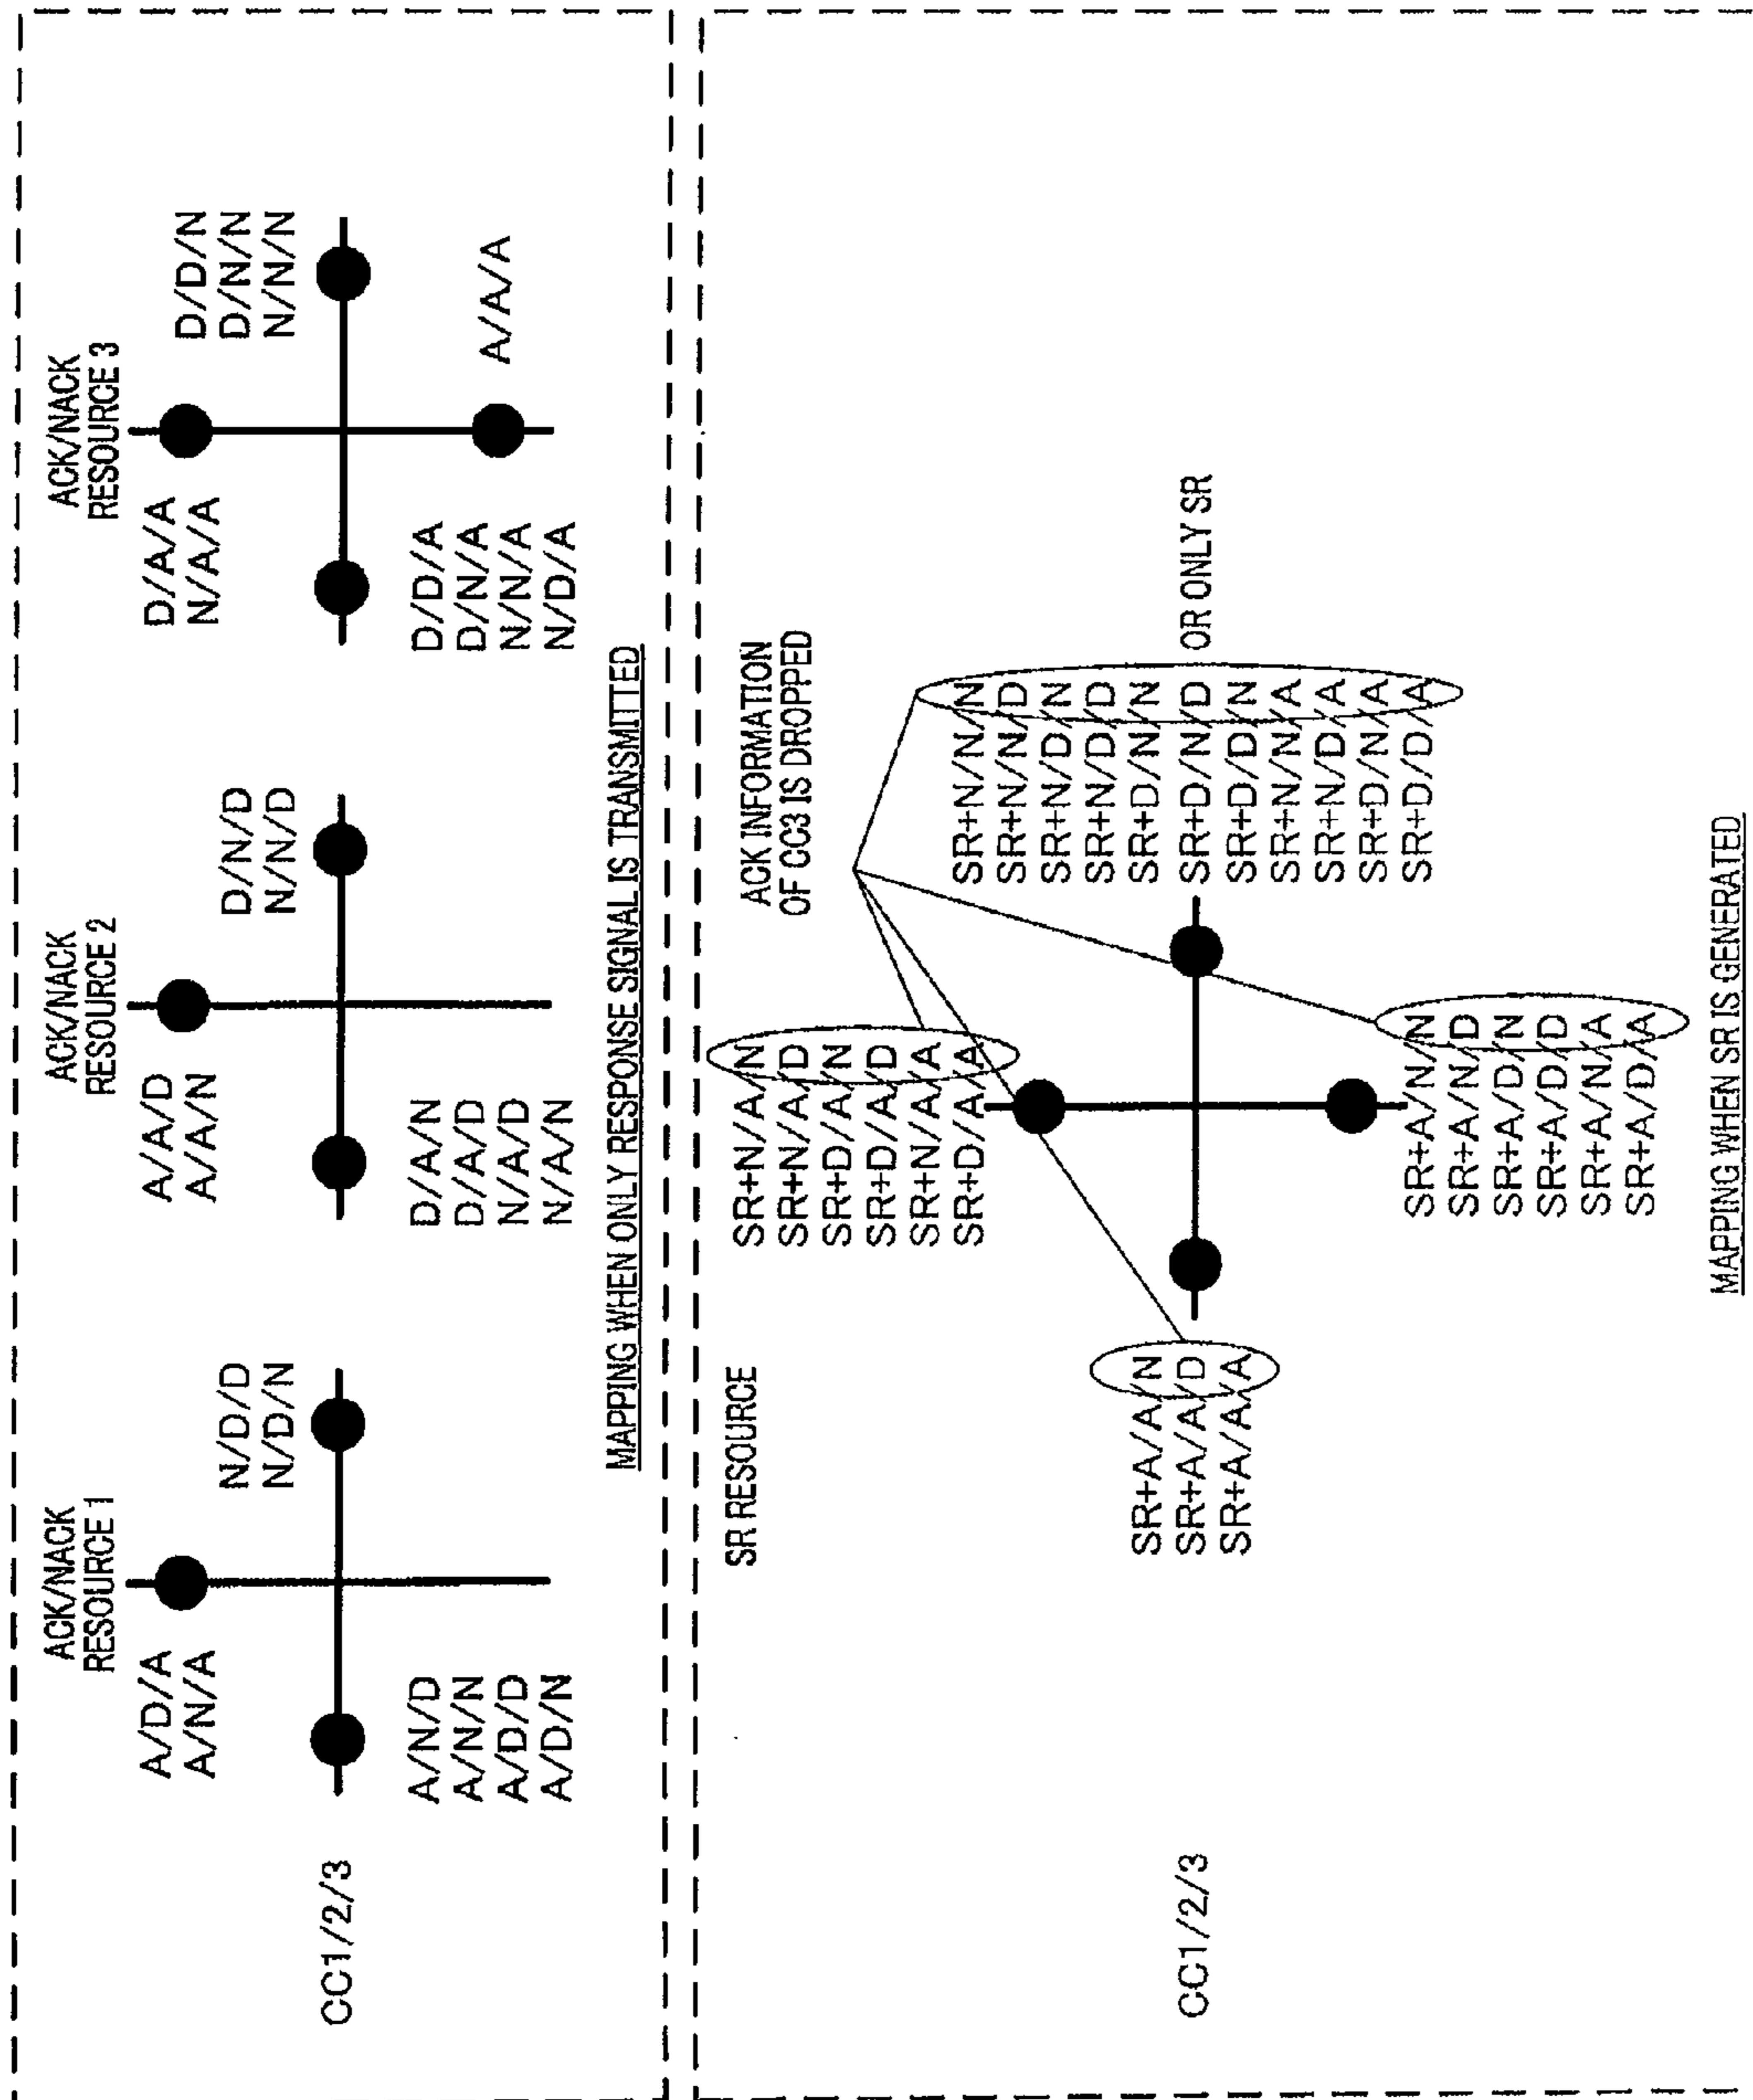 ACK/NACK
RESOURCE 1
A/D/A
A/N/A
N/D/D
N/D/N
A/N/D
A/N/N
A/D/D
A/D/N
ACK/NACK
RESOURCE 2
A/A/D
A/A/N
D/N/D
N/N/D
D/A/N
D/A/D
N/A/D
N/A/N
ACK/NACK
RESOURCE 3
D/A/A
N/A/A
D/D/N
D/N/N
N/N/N
D/D/A
D/N/A
N/N/A
N/D/A
A/A/A
CC1/2/3
MAPPING WHEN ONLY RESPONSE SIGNAL IS TRANSMITTED
SR RESOURCE
ACK INFORMATION
OF CC3 IS DROPPED
SR+N/A/N
SR+N/A/D
SR+D/A/N
SR+D/A/D
SR+N/A/A
SR+D/A/A
SR+A/A/N
SR+A/A/D
SR+A/A/A
SR+N/N/N
SR+N/N/D
SR+N/D/N
SR+N/D/D
SR+D/N/N
SR+D/N/D
SR+D/D/N
SR+N/N/A
SR+N/D/A
SR+D/N/A
SR+D/D/A
OR ONLY SR
SR+A/N/N
SR+A/N/D
SR+A/D/N
SR+A/D/D
SR+A/N/A
SR+A/D/A
CC1/2/3
MAPPING WHEN SR IS GENERATED